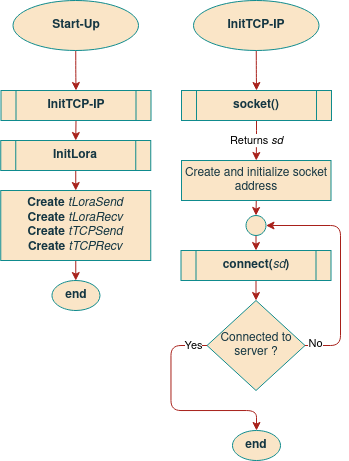 Start-Up
InitTCP-IP
InitLora
Create tLoraSend
Create tLoraRecv
Create tTCPSend
Create tTCPRecv
end
InitTCP-IP
socket()
Returns sd
Create and initialize socket
address
connect(sd)
Connected to
server ?
Yes
No
end